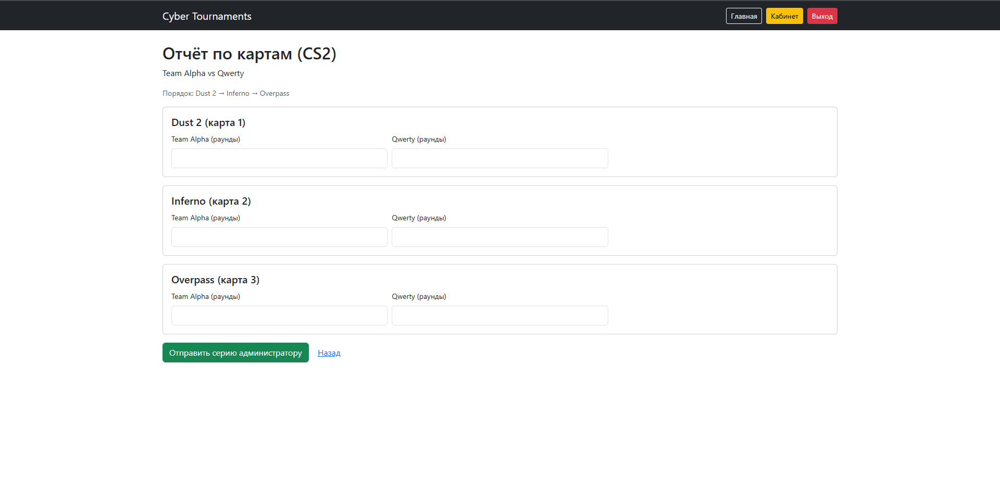 Cyber Tournaments
Главная Кабинет Выход
Отчёт по картам (CS2)
Team Alpha vs Qwerty
Порядок: Dust 2 → Inferno → Overpass
Dust 2 (карта 1)
Team Alpha (раунды) Qwerty (раунды)
Inferno (карта 2)
Team Alpha (раунды) Qwerty (раунды)
Overpass (карта 3)
Team Alpha (раунды) Qwerty (раунды)
Отправить серию администратору Назад